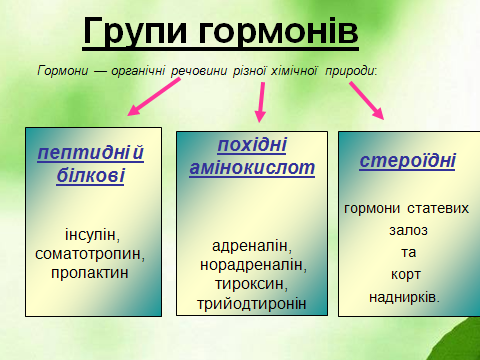 Групи гормонів
Гормони — органічні речовини різної хімічної природи:
пептидні й
білкові
інсулін,
соматотропин,
пролактин
похідні
амінокислот
адреналін,
норадреналін,
тироксин,
трийодтиронін
стероїдні
гормони статевих
залоз
та
корт
наднирків.